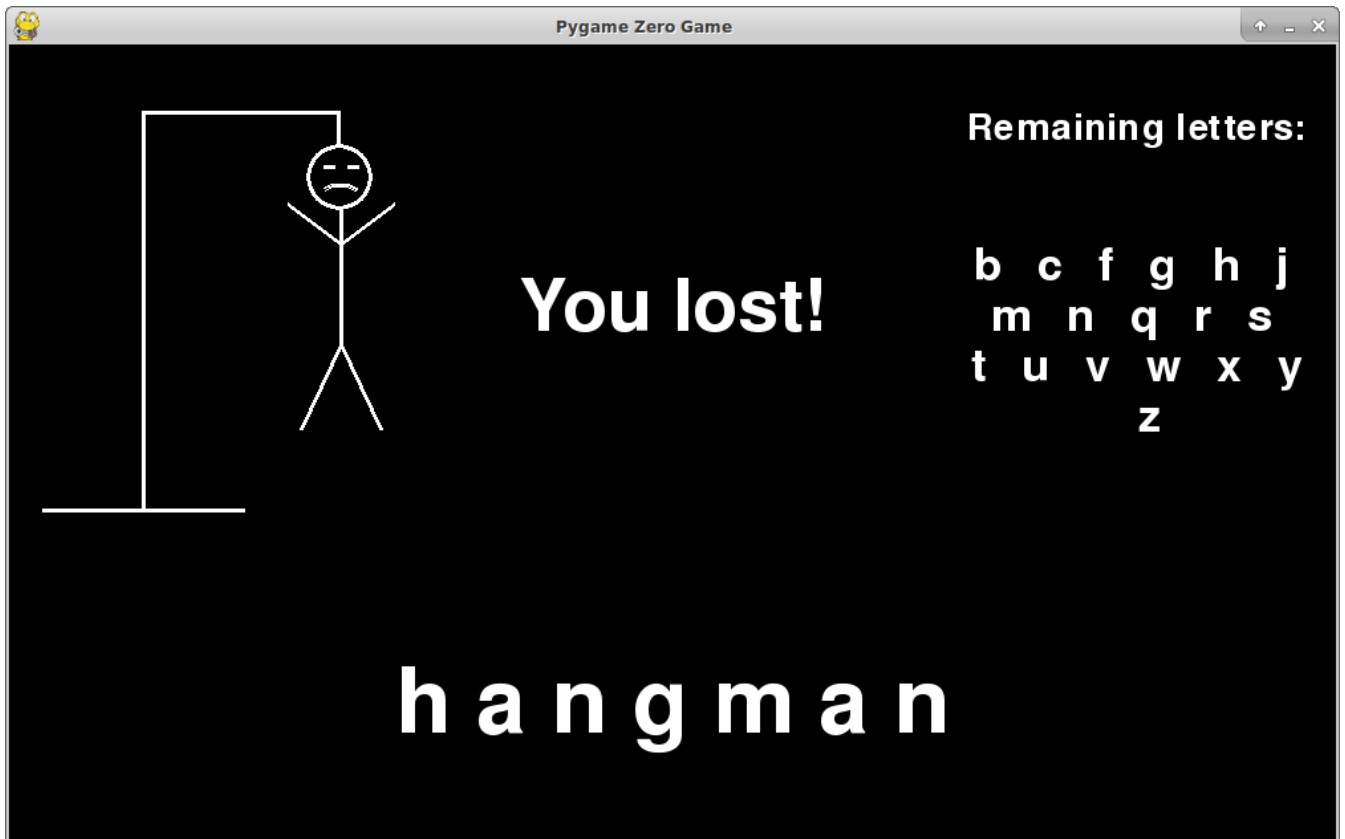 Pygame Zero Game
Remaining letters:
b c f g h j
m n q r s
t u v w x y
z
You lost!
h a n g m a n